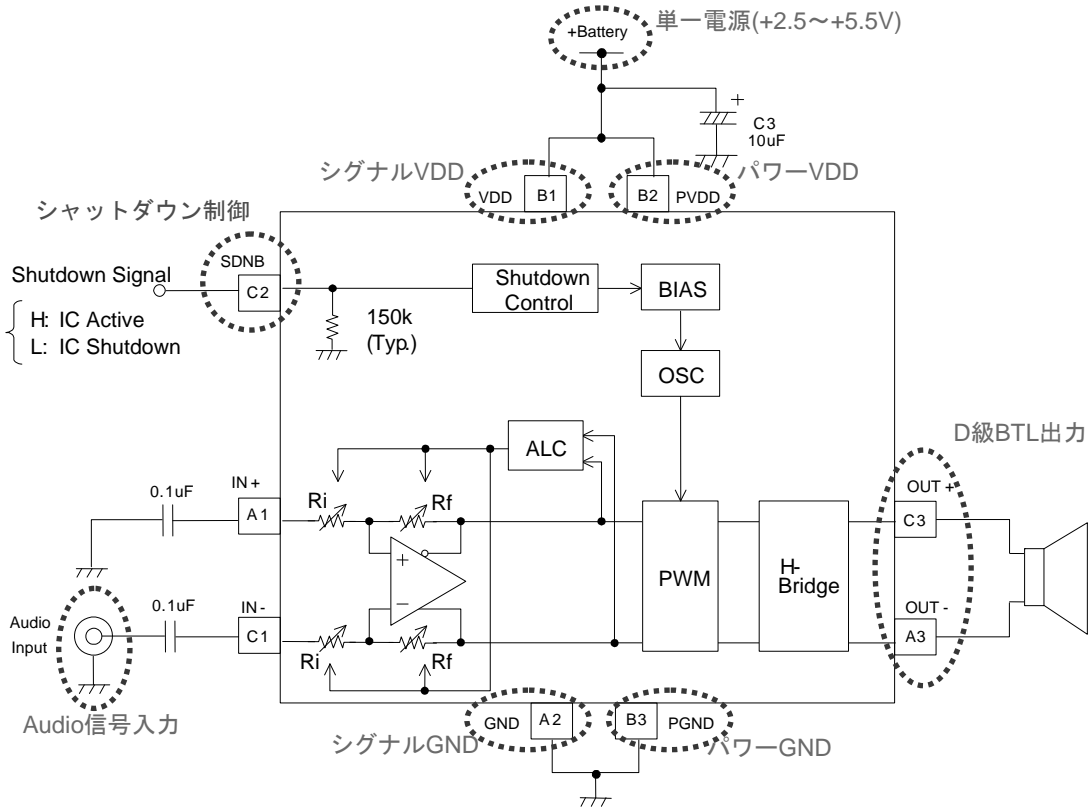 単一電源(+2.5～+5.5V)
+Battery
+
C3
10uF
シグナルVDD
パワーVDD
VDD
B1
B2
PVDD
シャットダウン制御
SDNB
Shutdown Signal
C2
H: IC Active
L: IC Shutdown
150k
(Typ.)
Shutdown
Control
BIAS
OSC
ALC
D級BTL出力
0.1uF
IN+
A1
Ri
Rf
OUT +
C3
+
PWM
H-
Bridge
Audio
Input
0.1uF
IN-
C1
−
Ri
Rf
OUT -
A3
Audio信号入力
GND
A2
B3
PGND
シグナルGND
パワーGND